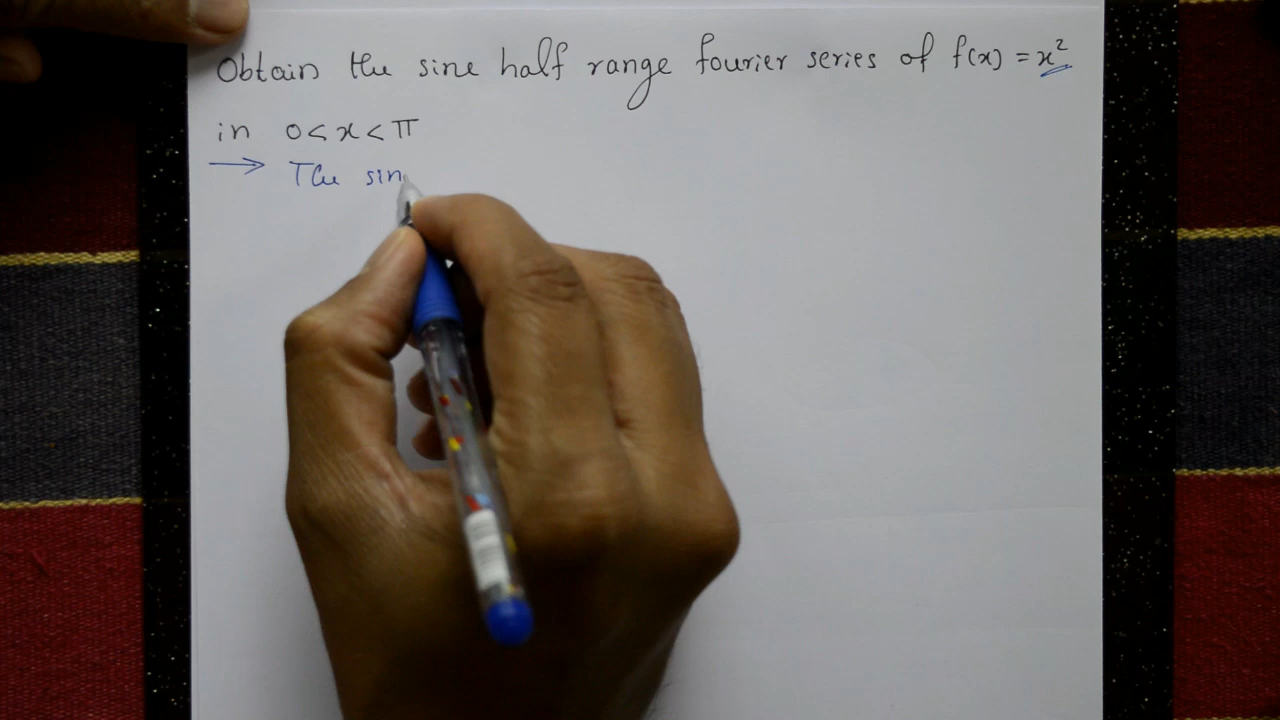 Obtain the sine half range fourier series of f(x) = x²
in 0 < x < π
→ The sin